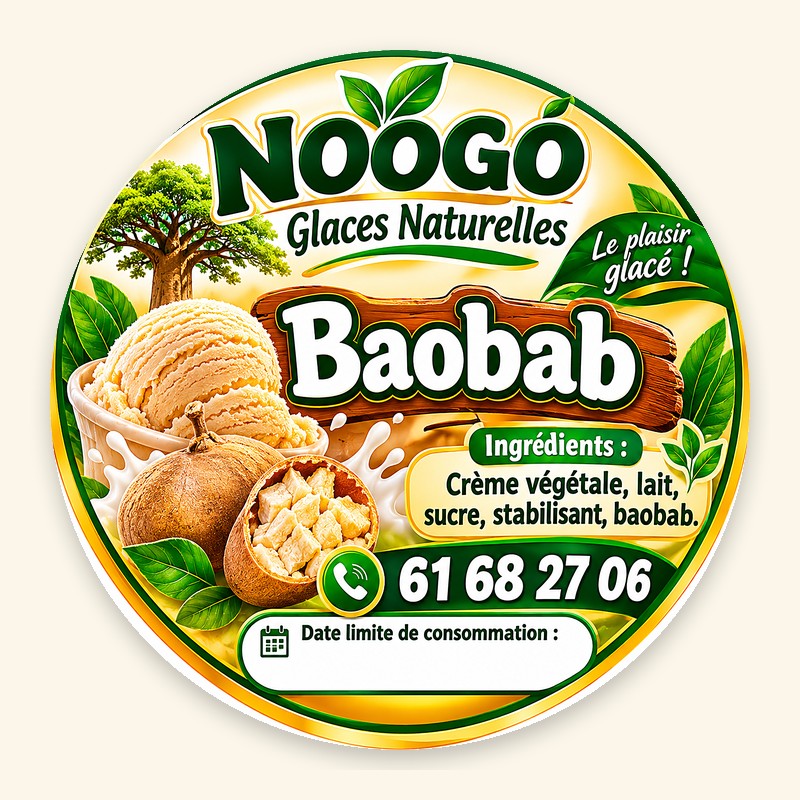 NOOGÓ
Glaces Naturelles
Le plaisir
glacé !
Baobab
Ingrédients :
Crème végétale, lait,
sucre, stabilisant, baobab.
61 68 27 06
Date limite de consommation :